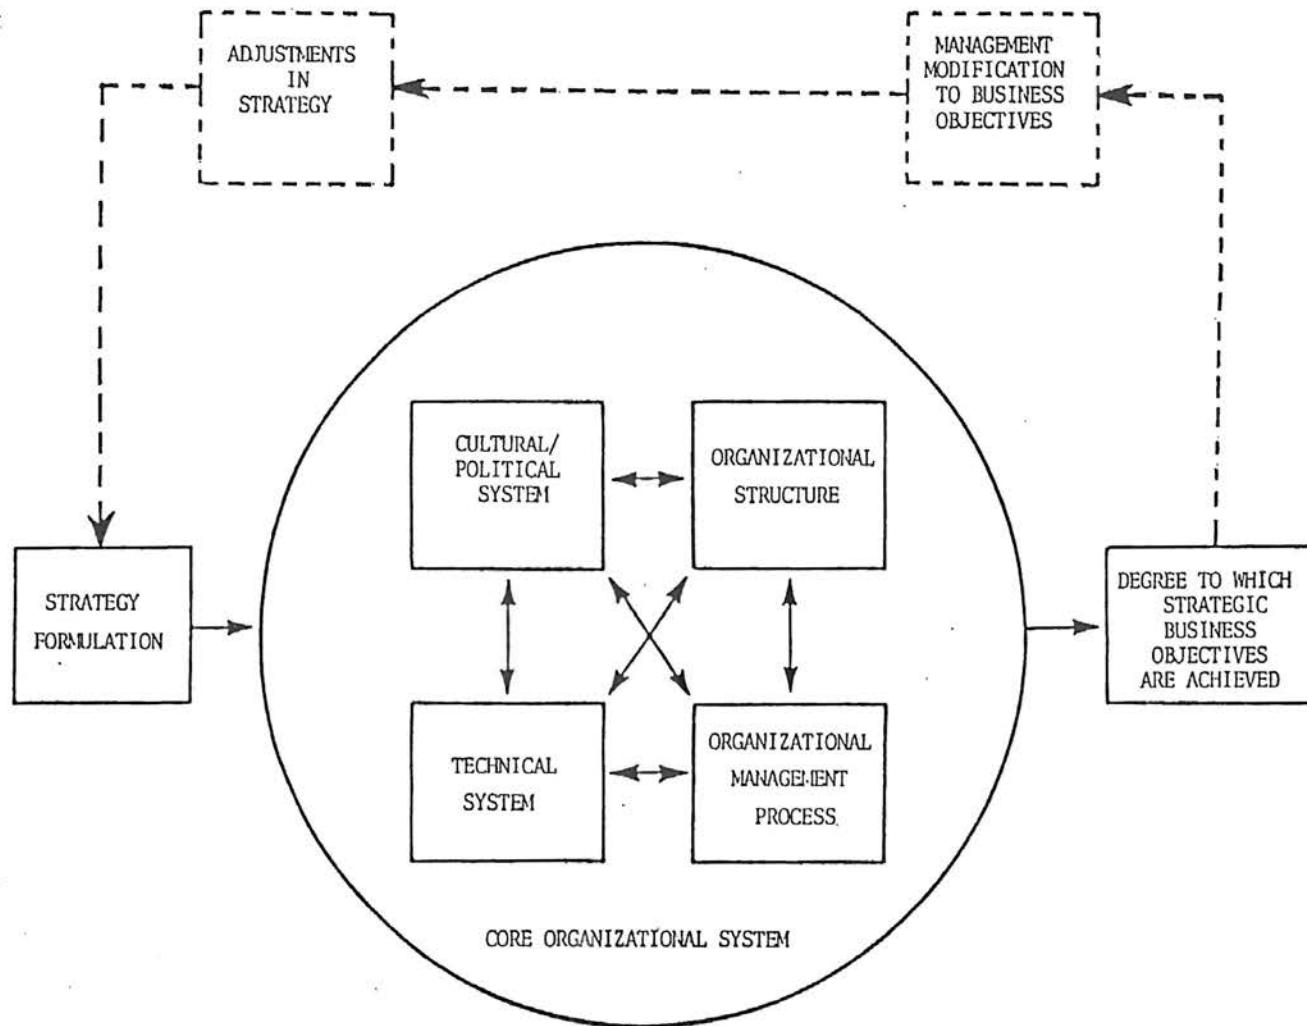 ADJUSTMENTS
IN
STRATEGY
MANAGEMENT
MODIFICATION
TO BUSINESS
OBJECTIVES
CULTURAL/
POLITICAL
SYSTEM
ORGANIZATIONAL
STRUCTURE
STRATEGY
FORMULATION
DEGREE TO WHICH
STRATEGIC
BUSINESS
OBJECTIVES
ARE ACHIEVED
TECHNICAL
SYSTEM
ORGANIZATIONAL
MANAGEMENT
PROCESS
CORE ORGANIZATIONAL SYSTEM